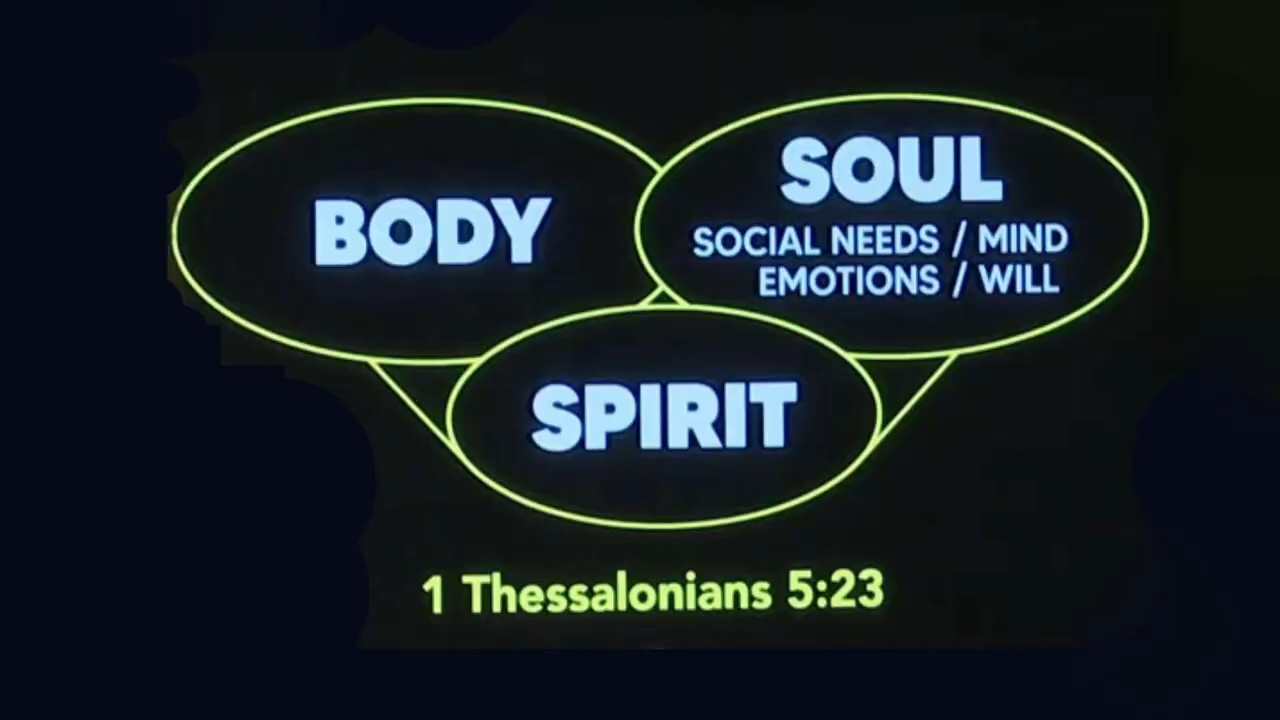 BODY
SOUL
SOCIAL NEEDS / MIND
EMOTIONS / WILL
SPIRIT
1 Thessalonians 5:23